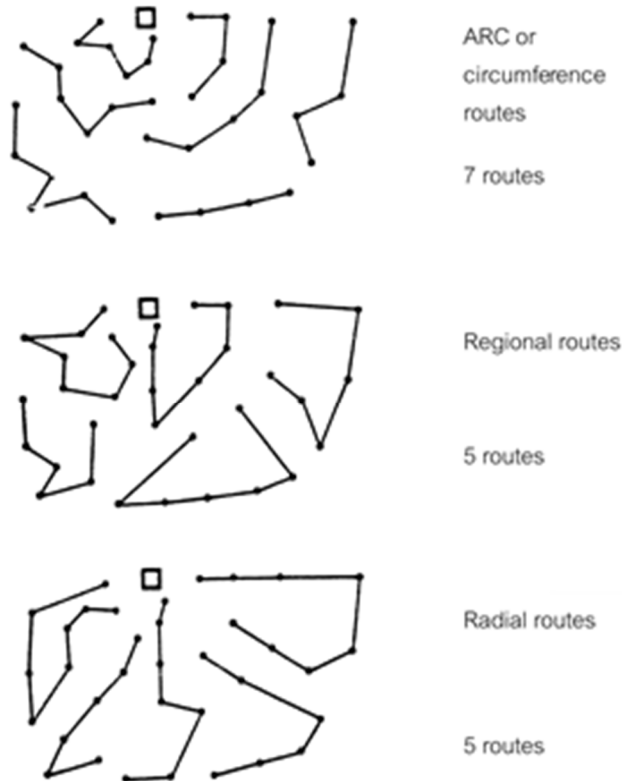 ARC or
circumference
routes
7 routes
Regional routes
5 routes
Radial routes
5 routes